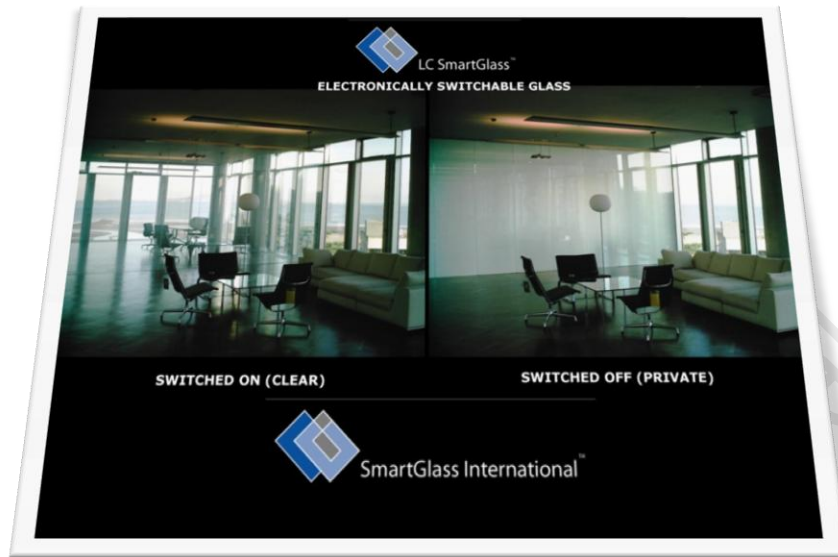 LC SmartGlass™
ELECTRONICALLY SWITCHABLE GLASS
SWITCHED ON (CLEAR)
SWITCHED OFF (PRIVATE)
SmartGlass International™